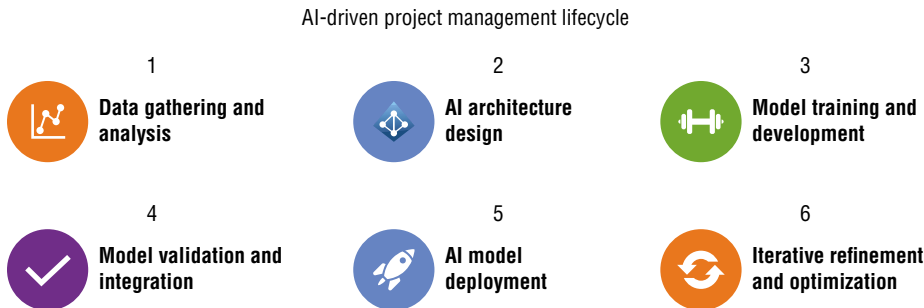 AI-driven project management lifecycle
1
Data gathering and
analysis
2
AI architecture
design
3
Model training and
development
4
Model validation and
integration
5
AI model
deployment
6
Iterative refinement
and optimization